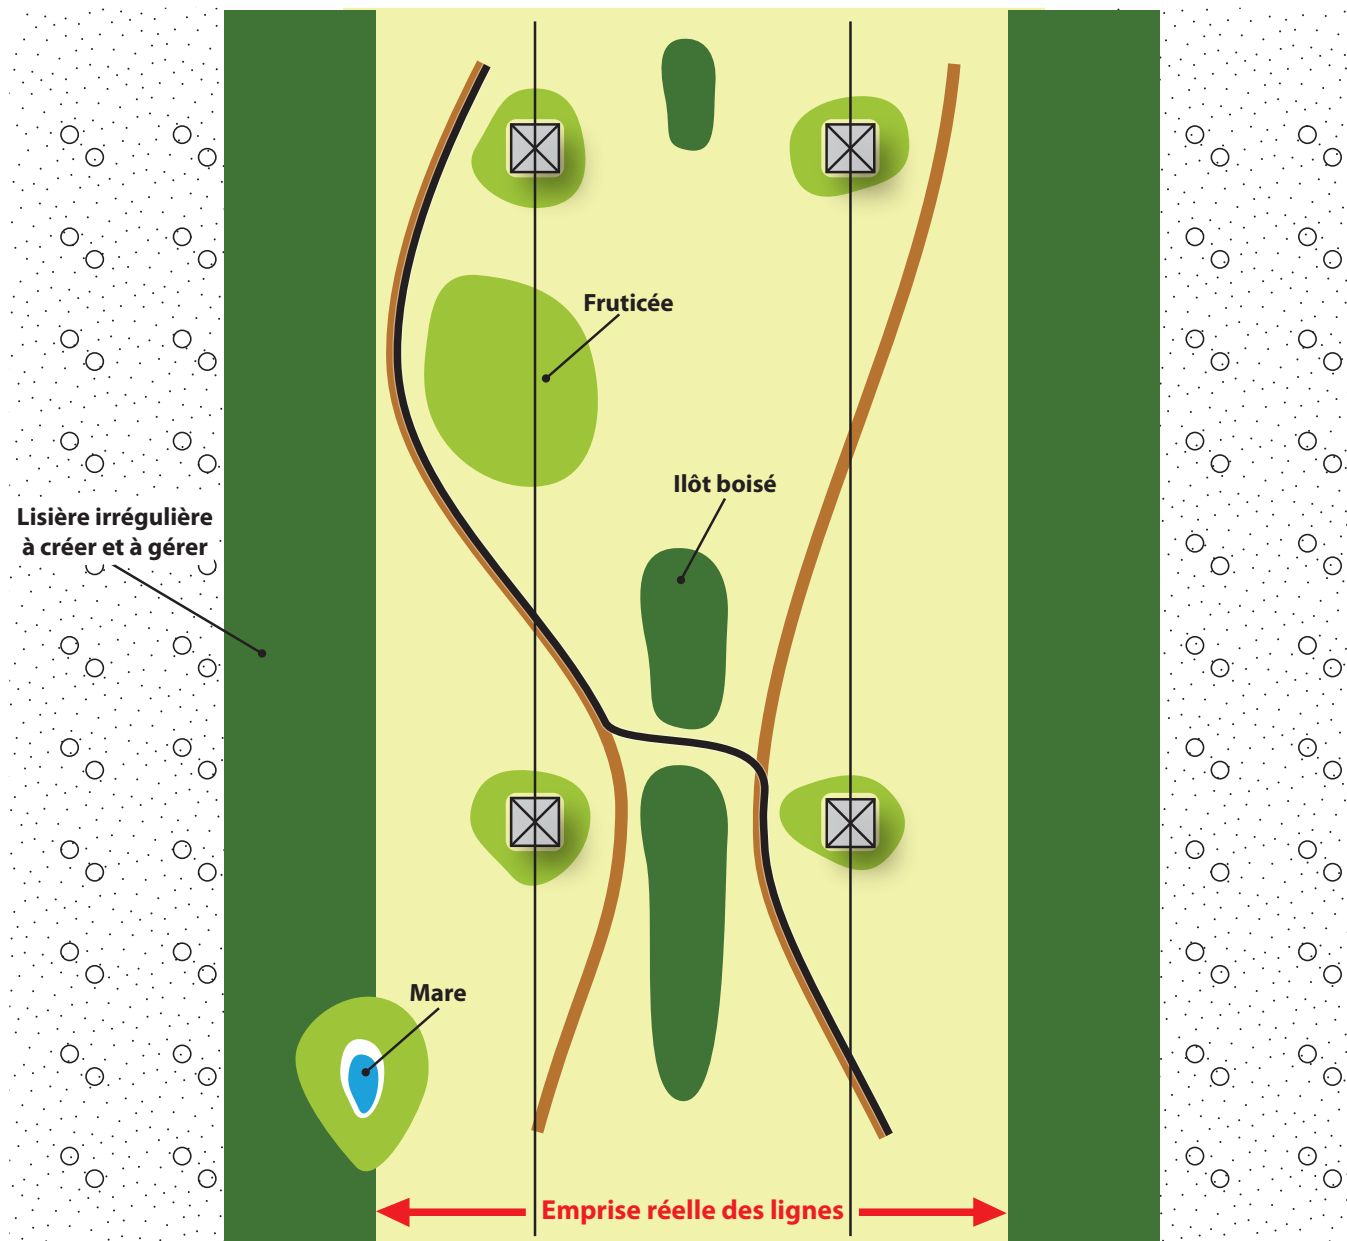 Fruticée
Ilôt boisé
Lisière irrégulière
à créer et à gérer
Mare
Emprise réelle des lignes